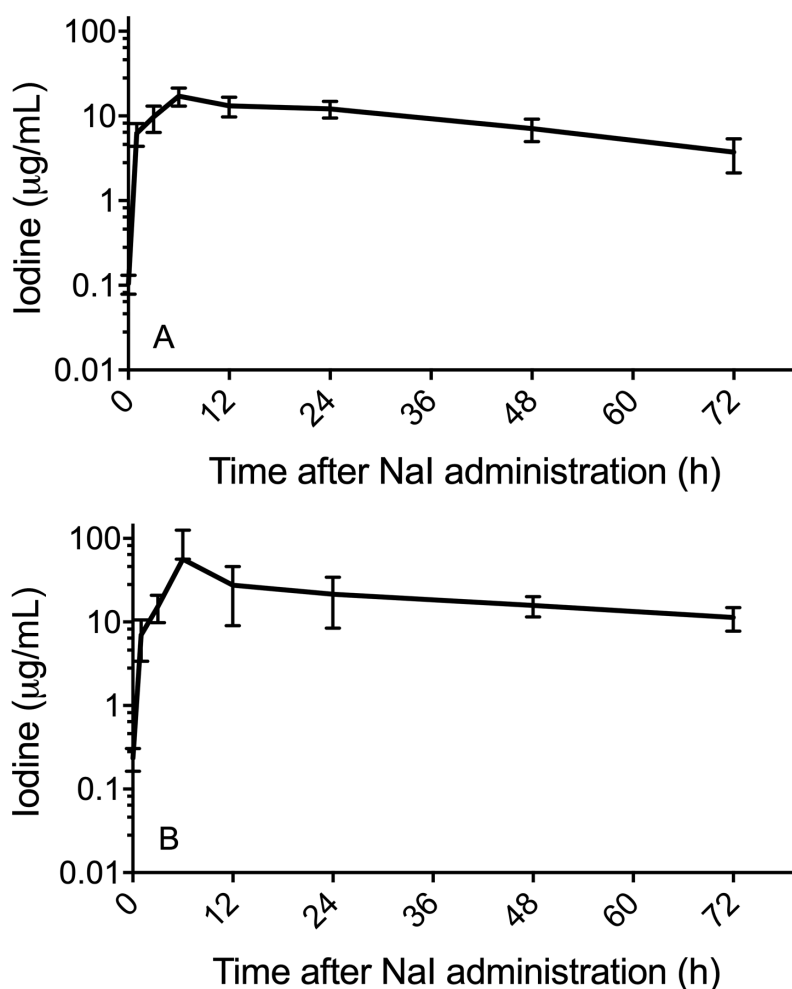 100
10
1
0.1
0.01
Iodine (μg/mL)
A
0 12 24 36 48 60 72
Time after NaI administration (h)
100
10
1
0.1
0.01
Iodine (μg/mL)
B
0 12 24 36 48 60 72
Time after NaI administration (h)